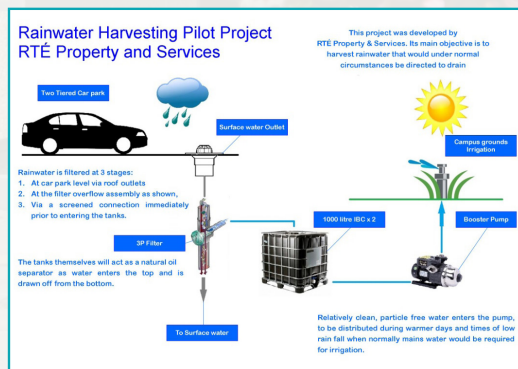 Rainwater Harvesting Pilot Project
RTÉ Property and Services
This project was developed by
RTÉ Property & Services. Its main objective is to
harvest rainwater that would under normal
circumstances be directed to drain
Two Tiered Car park
Surface water Outlet
Campus grounds
Irrigation
Rainwater is filtered at 3 stages:
1. At car park level via roof outlets
2. At the filter overflow assembly as shown,
3. Via a screened connection immediately
prior to entering the tanks.
3P Filter
1000 litre IBC x 2
Booster Pump
The tanks themselves will act as a natural oil
separator as water enters the top and is
drawn off from the bottom.
To Surface water
Relatively clean, particle free water enters the pump,
to be distributed during warmer days and times of low
rain fall when normally mains water would be required
for irrigation.